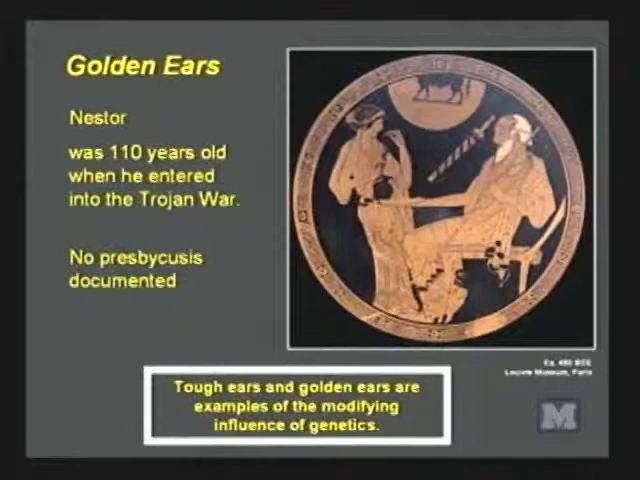 Golden Ears
Nestor
was 110 years old
when he entered
into the Trojan War.
No presbycusis
documented
Ca. 490 BCE
Louvre Museum, Paris
Tough ears and golden ears are
examples of the modifying
influence of genetics.
M